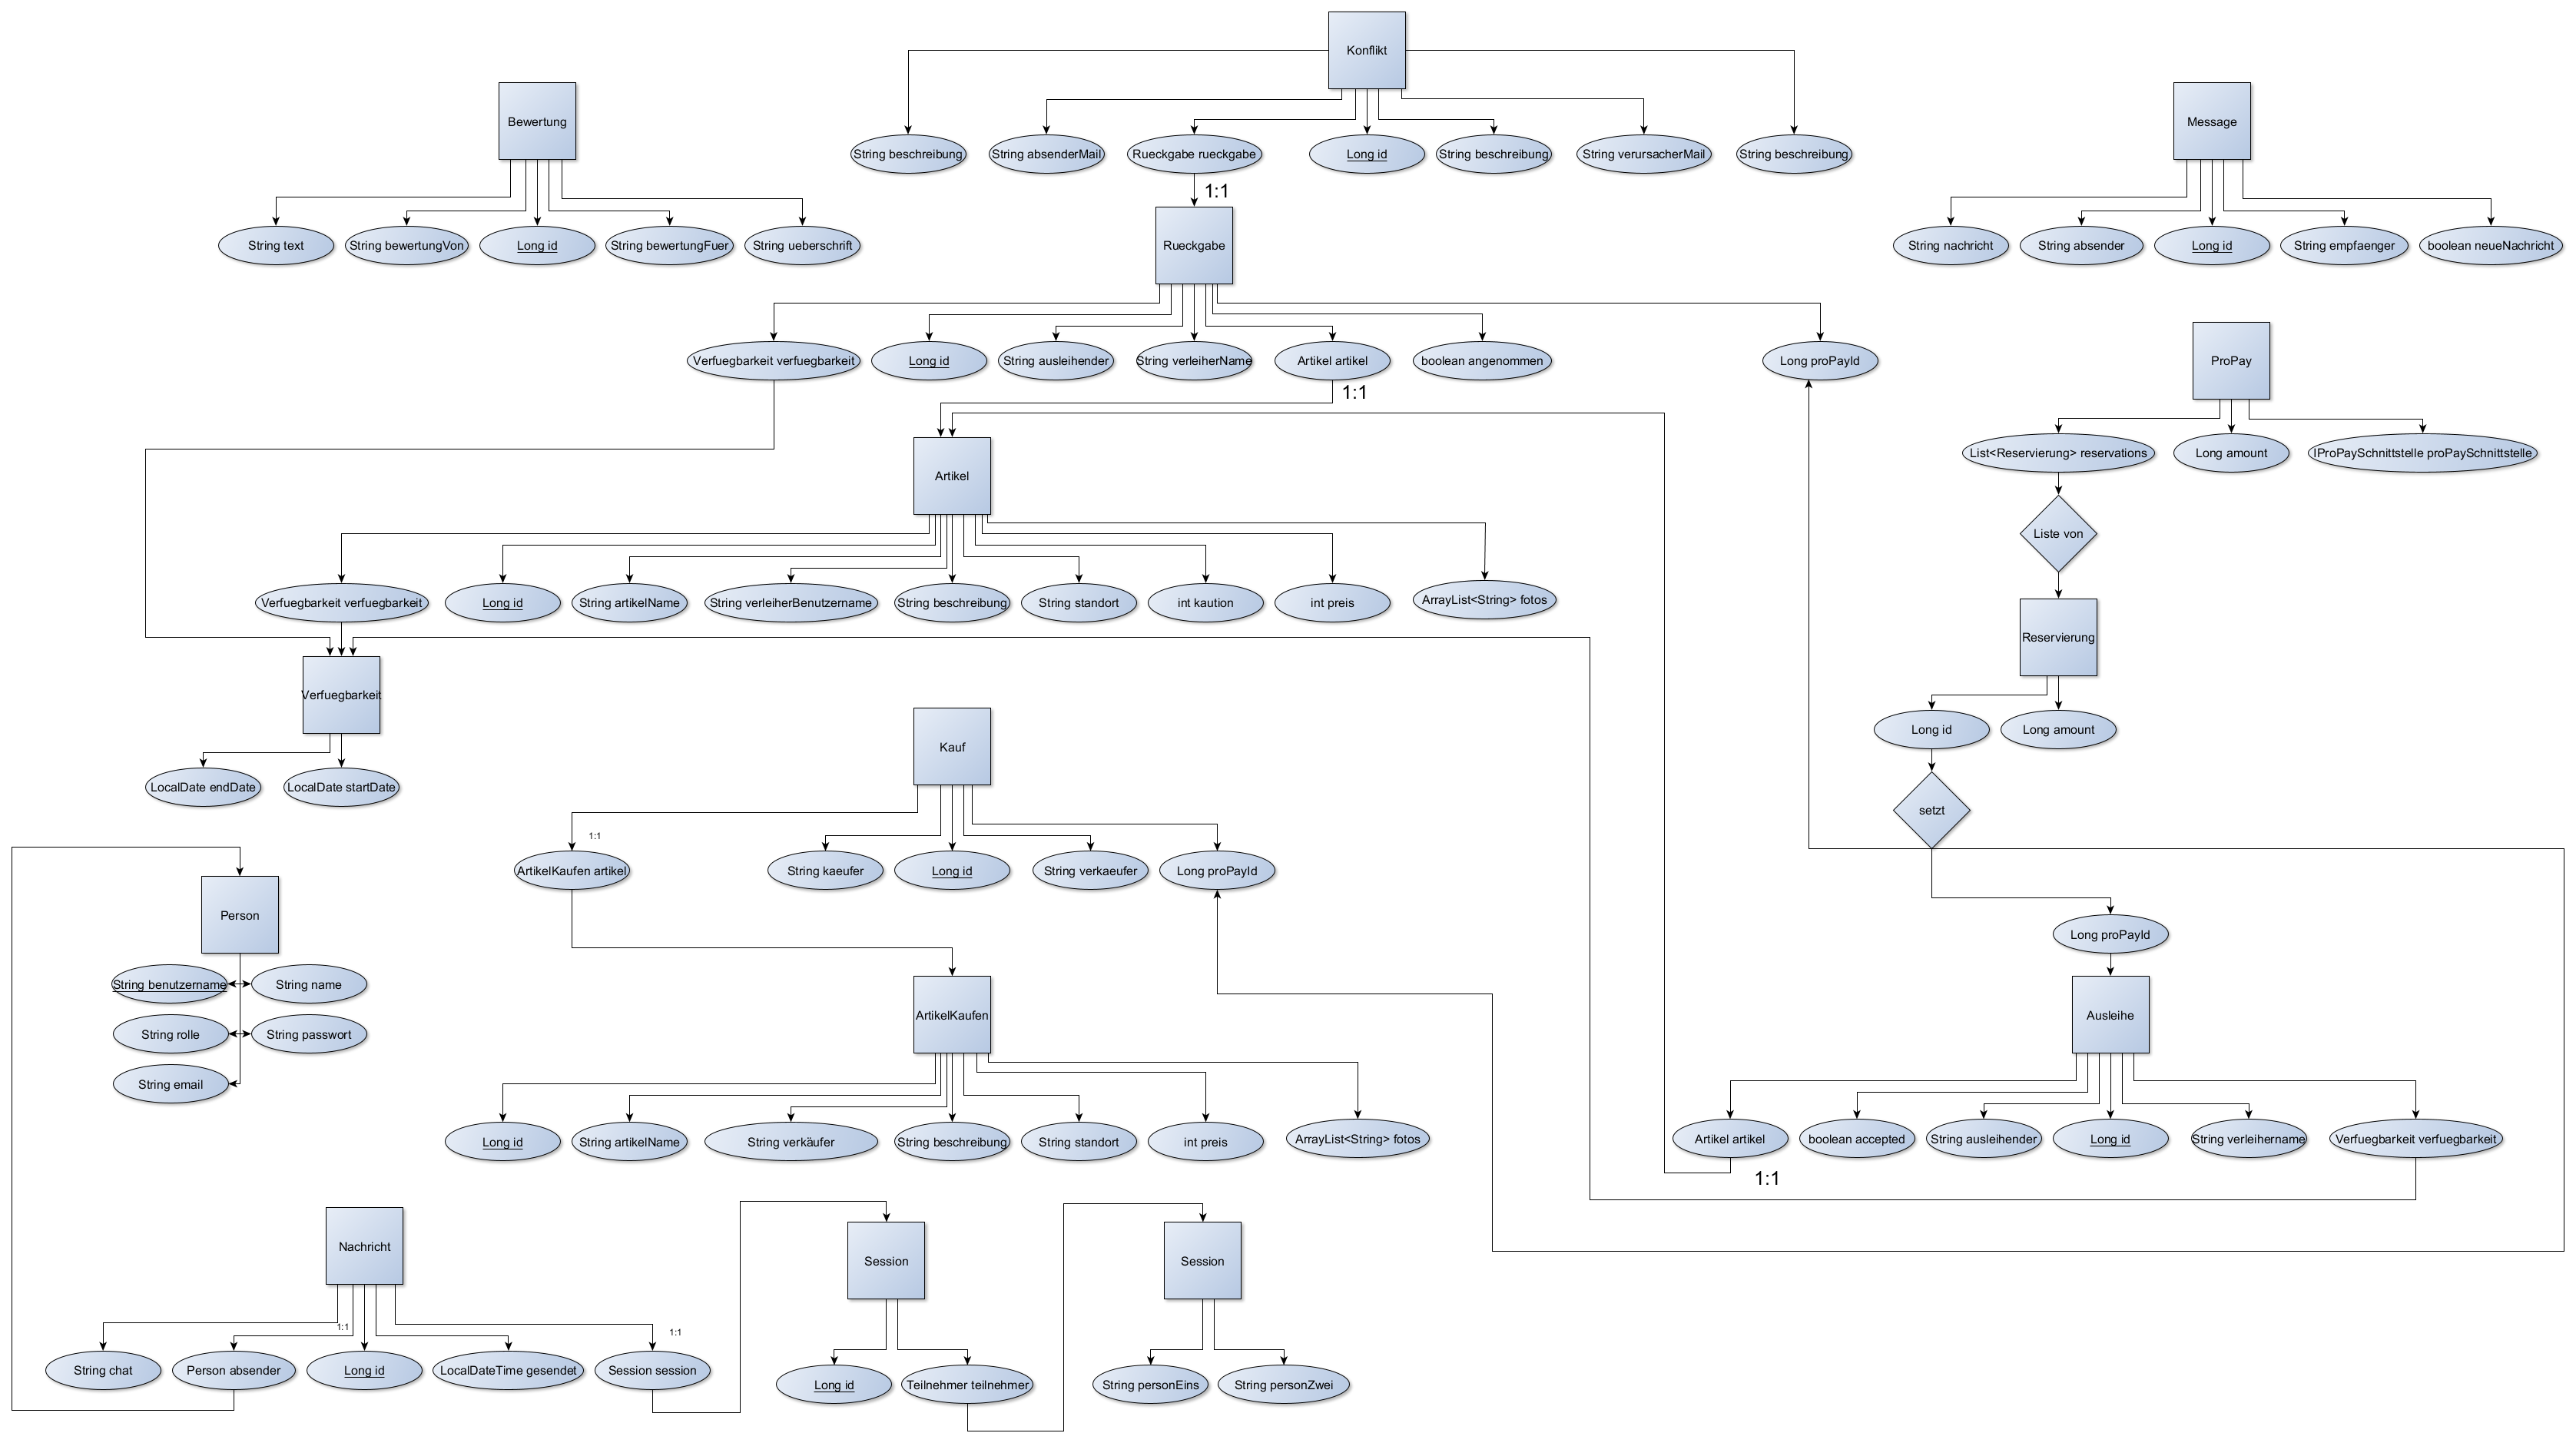 Konflikt
Bewertung
Message
String beschreibung
String absenderMail
Rueckgabe rueckgabe
Long id
String beschreibung
String verursacherMail
String beschreibung
1:1
String text
String bewertungVon
Long id
String bewertungFuer
String ueberschrift
Rueckgabe
String nachricht
String absender
Long id
String empfaenger
boolean neueNachricht
Verfuegbarkeit verfuegbarkeit
Long id
String ausleihender
String verleiherName
Artikel artikel
boolean angenommen
Long proPayId
ProPay
1:1
List<Reservierung> reservations
Long amount
IProPaySchnittstelle proPaySchnittstelle
Artikel
Liste von
Verfuegbarkeit verfuegbarkeit
Long id
String artikelName
String verleiherBenutzername
String beschreibung
String standort
int kaution
int preis
ArrayList<String> fotos
Reservierung
Verfuegbarkeit
Long id
Long amount
Kauf
LocalDate endDate
LocalDate startDate
setzt
1:1
ArtikelKaufen artikel
String kaeufer
Long id
String verkaeufer
Long proPayId
Person
Long proPayId
String benutzername
String name
ArtikelKaufen
Ausleihe
String rolle
String passwort
String email
Long id
String artikelName
String verkäufer
String beschreibung
String standort
int preis
ArrayList<String> fotos
Artikel artikel
boolean accepted
String ausleihender
Long id
String verleihername
Verfuegbarkeit verfuegbarkeit
1:1
Nachricht
Session
Session
1:1
1:1
String chat
Person absender
Long id
LocalDateTime gesendet
Session session
Long id
Teilnehmer teilnehmer
String personEins
String personZwei